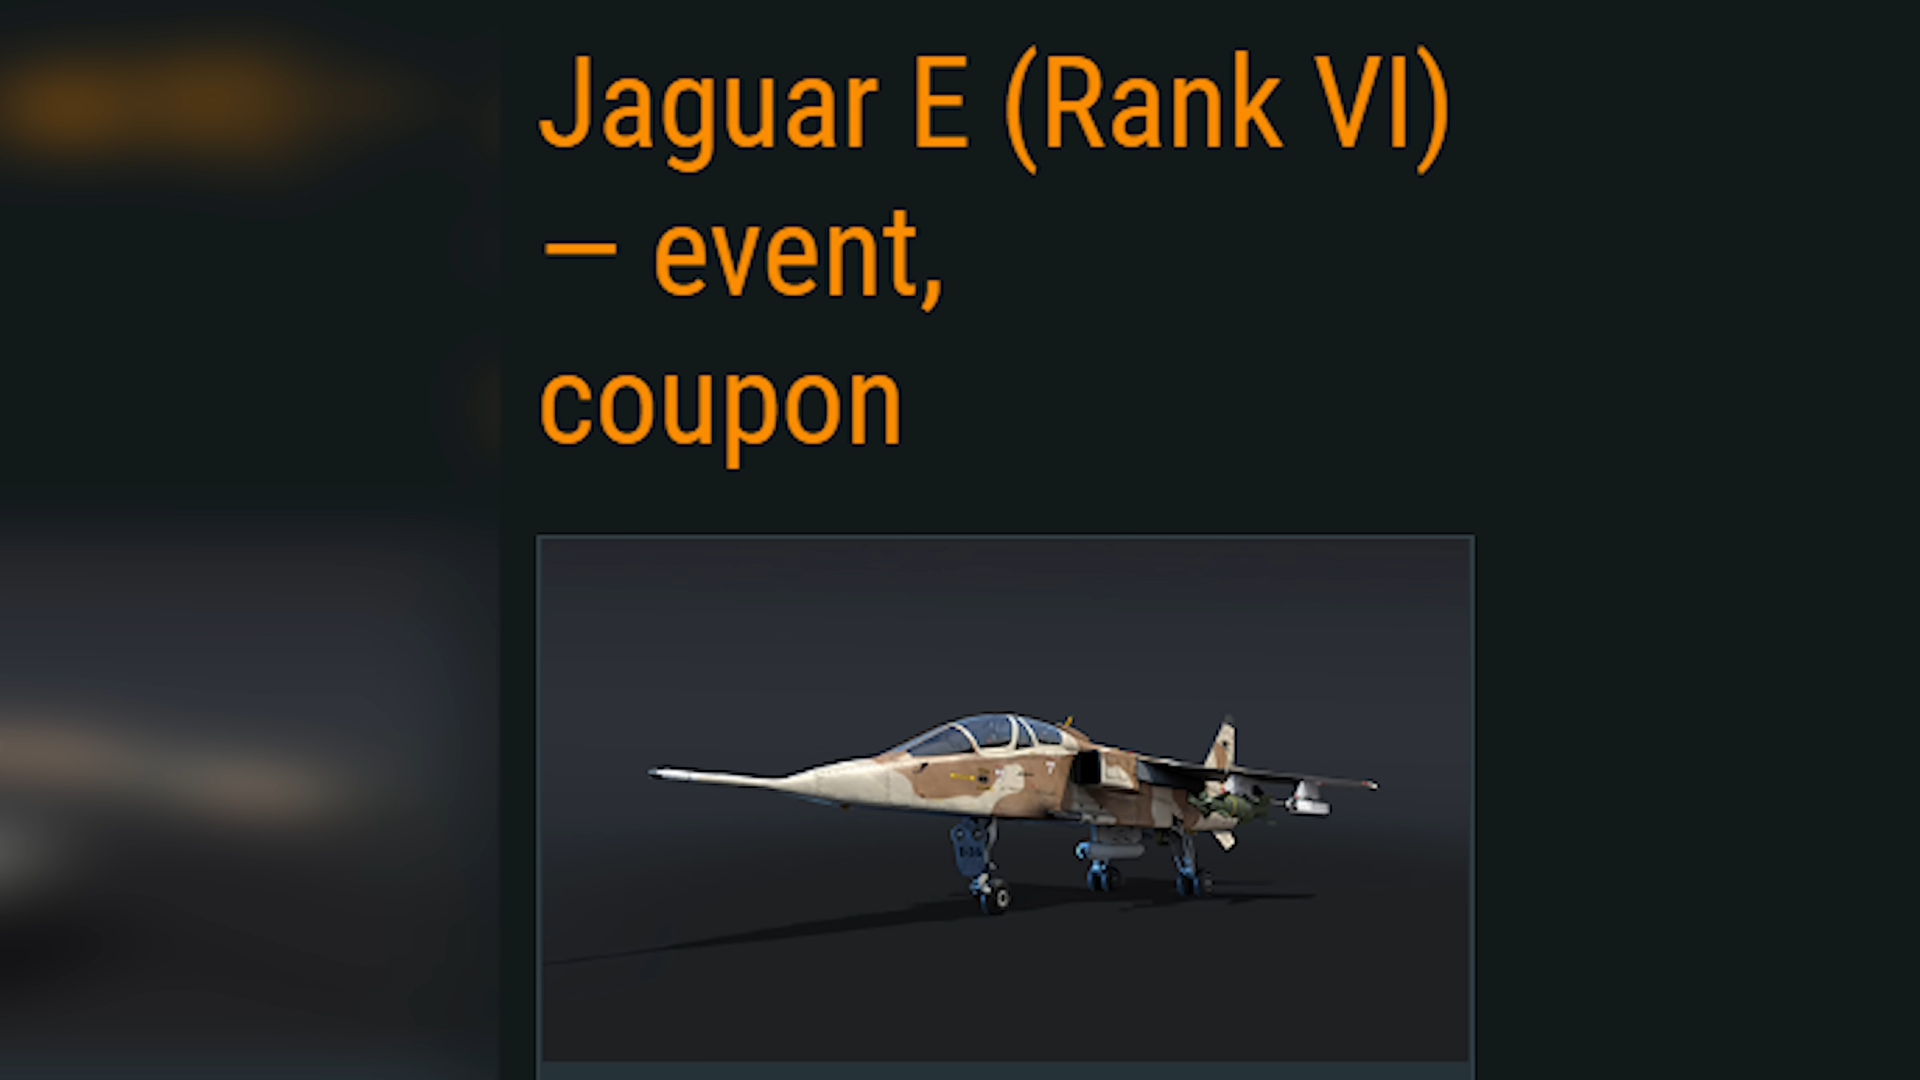 Jaguar E (Rank VI)
— event,
coupon